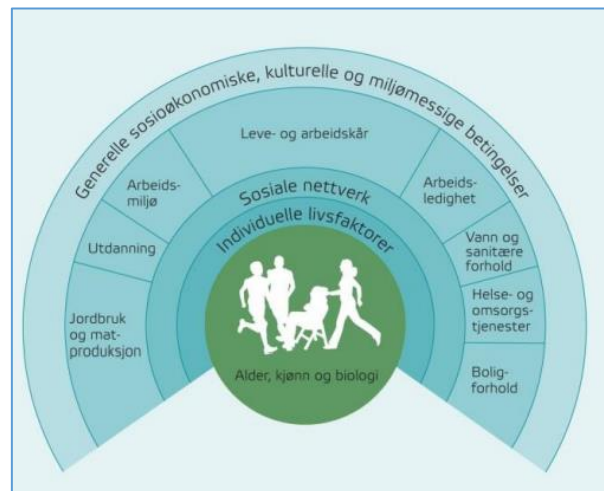 Generelle sosioøkonomiske, kulturelle og miljømessige betingelser
Leve- og arbeidskår
Arbeids-
miljø
Arbeids-
ledighet
Sosiale nettverk
Individuelle livsfaktorer
Utdanning
Vann og
sanitære
forhold
Jordbruk
og mat-
produksjon
Helse- og
omsorgs-
tjenester
Bolig-
forhold
Alder, kjønn og biologi